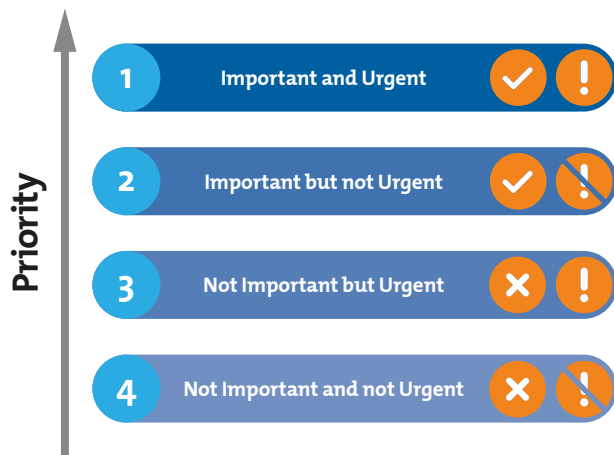 Priority
1 Important and Urgent
2 Important but not Urgent
3 Not Important but Urgent
4 Not Important and not Urgent